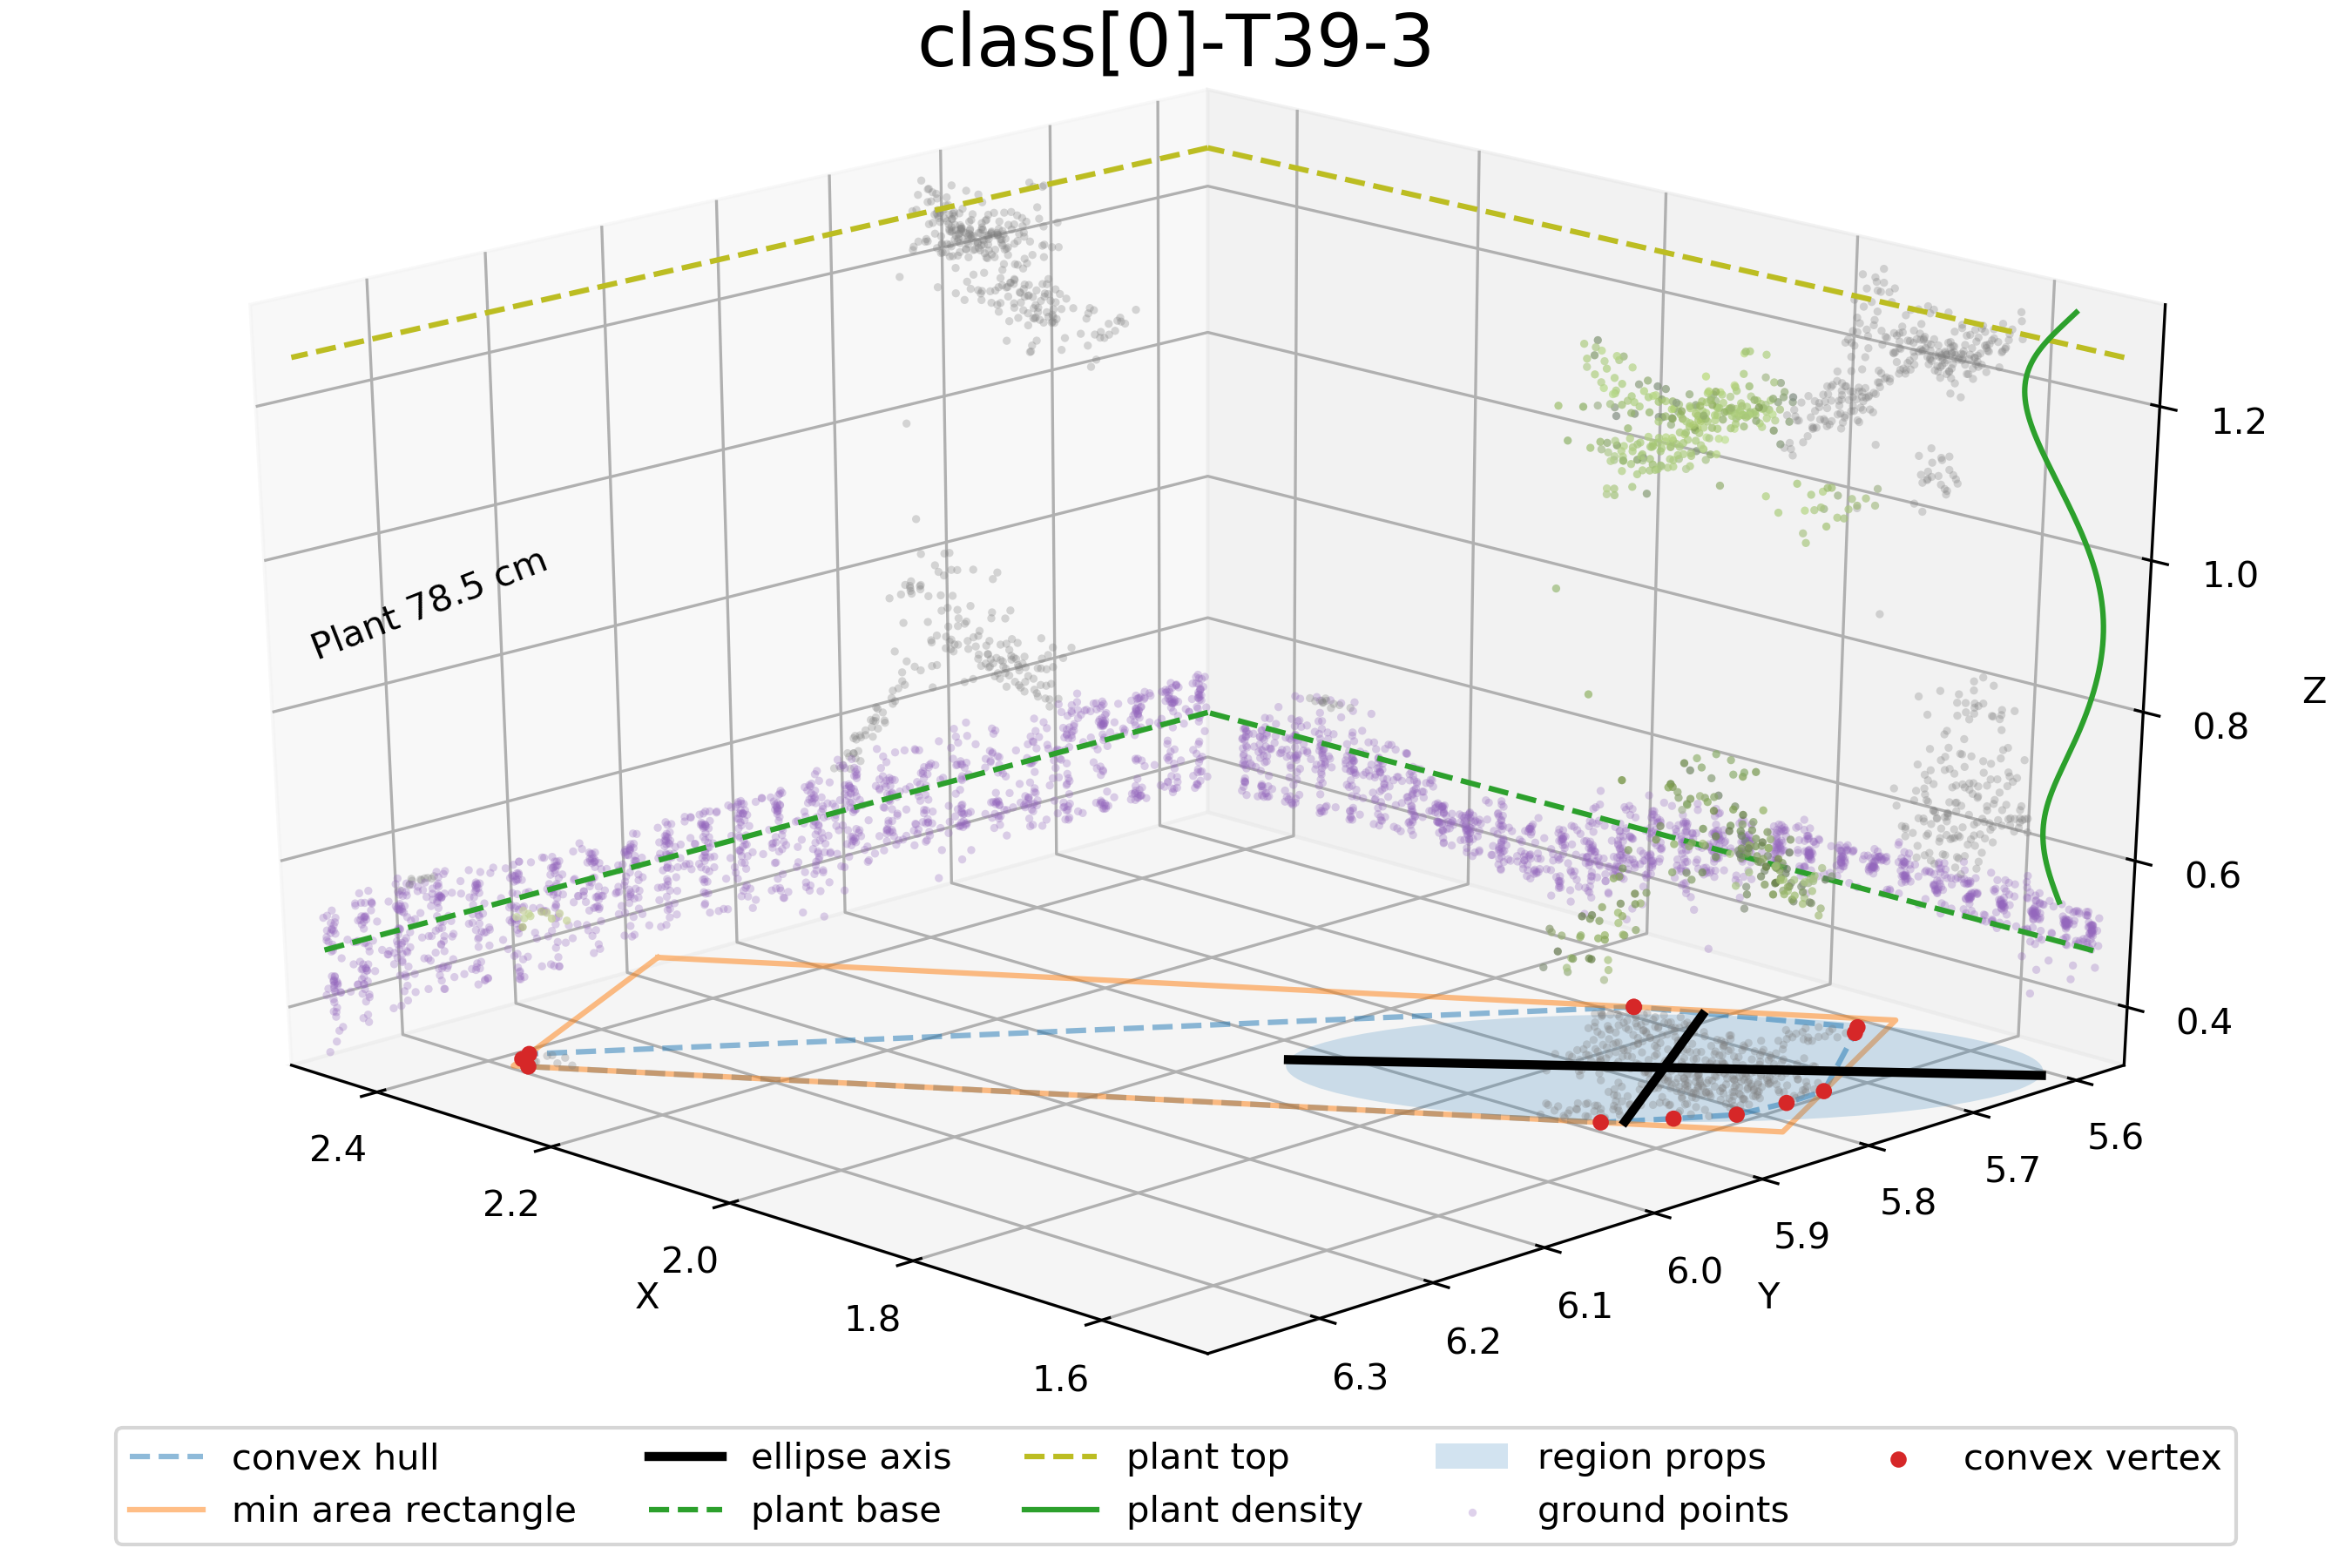 class[0]-T39-3
Plant 78.5 cm
1.2
1.0
0.8
0.6
0.4
Z
2.4
2.2
2.0
1.8
1.6
X
5.6
5.7
5.8
5.9
6.0
6.1
6.2
6.3
Y
convex hull
min area rectangle
ellipse axis
plant base
plant top
plant density
region props
ground points
convex vertex